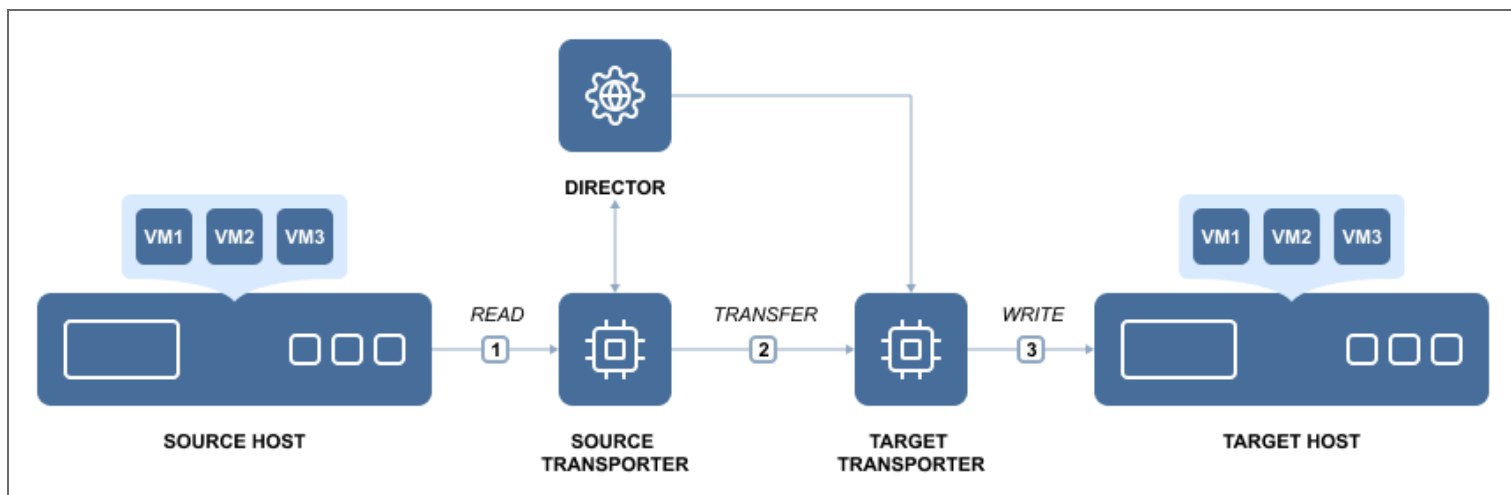 DIRECTOR
VM1 VM2 VM3
VM1 VM2 VM3
READ
1
TRANSFER
2
WRITE
3
SOURCE HOST
SOURCE
TRANSPORTER
TARGET
TRANSPORTER
TARGET HOST